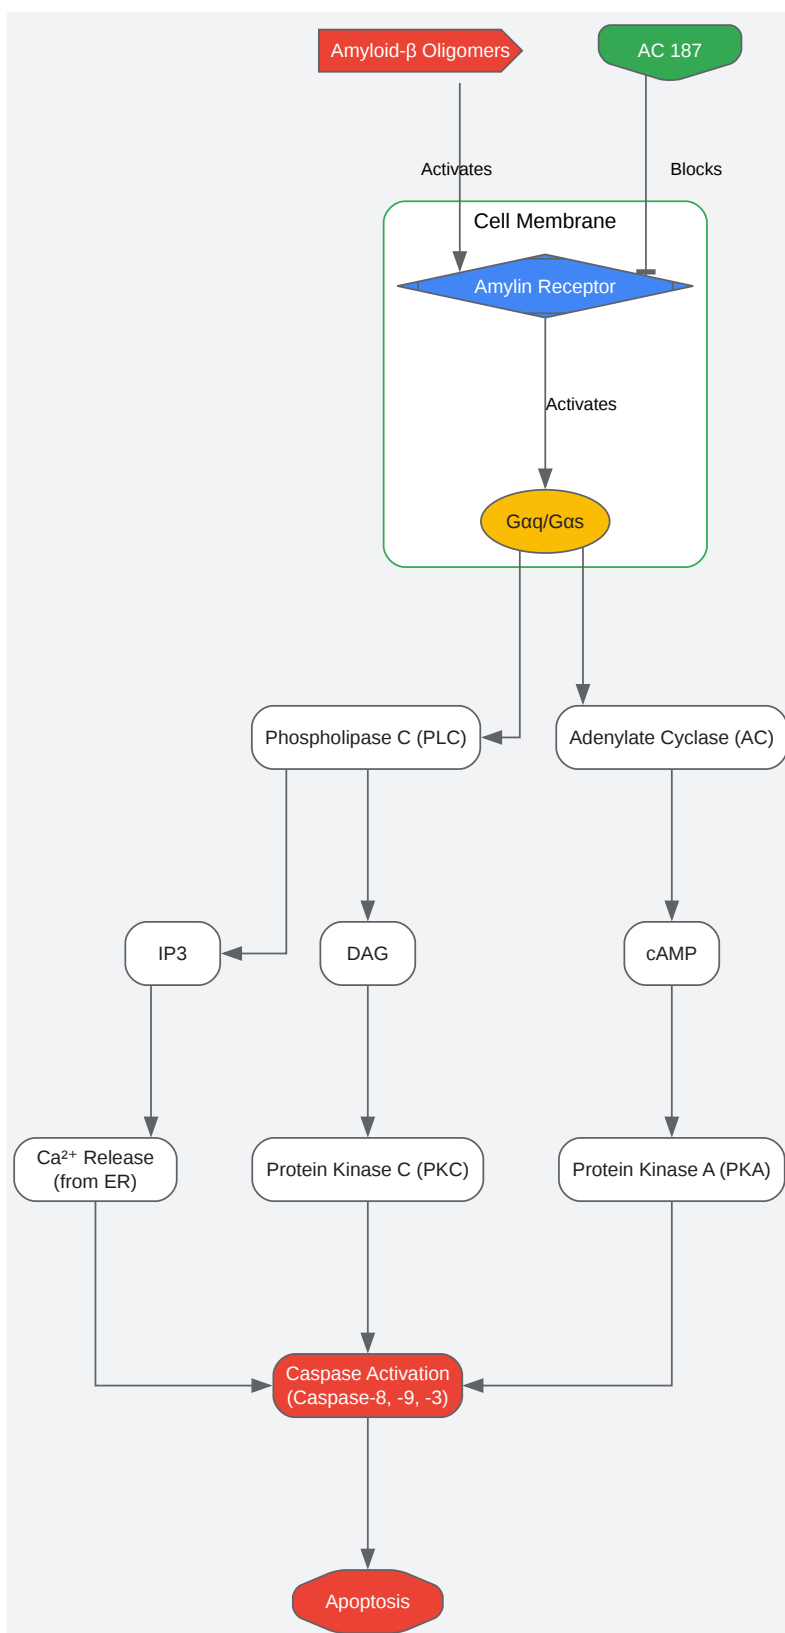 Amyloid-β Oligomers
AC 187
Activates
Blocks
Cell Membrane
Amylin Receptor
Activates
Gαq/Gαs
Phospholipase C (PLC)
Adenylate Cyclase (AC)
IP3
DAG
cAMP
Ca²⁺ Release
(from ER)
Protein Kinase C (PKC)
Protein Kinase A (PKA)
Caspase Activation
(Caspase-8, -9, -3)
Apoptosis